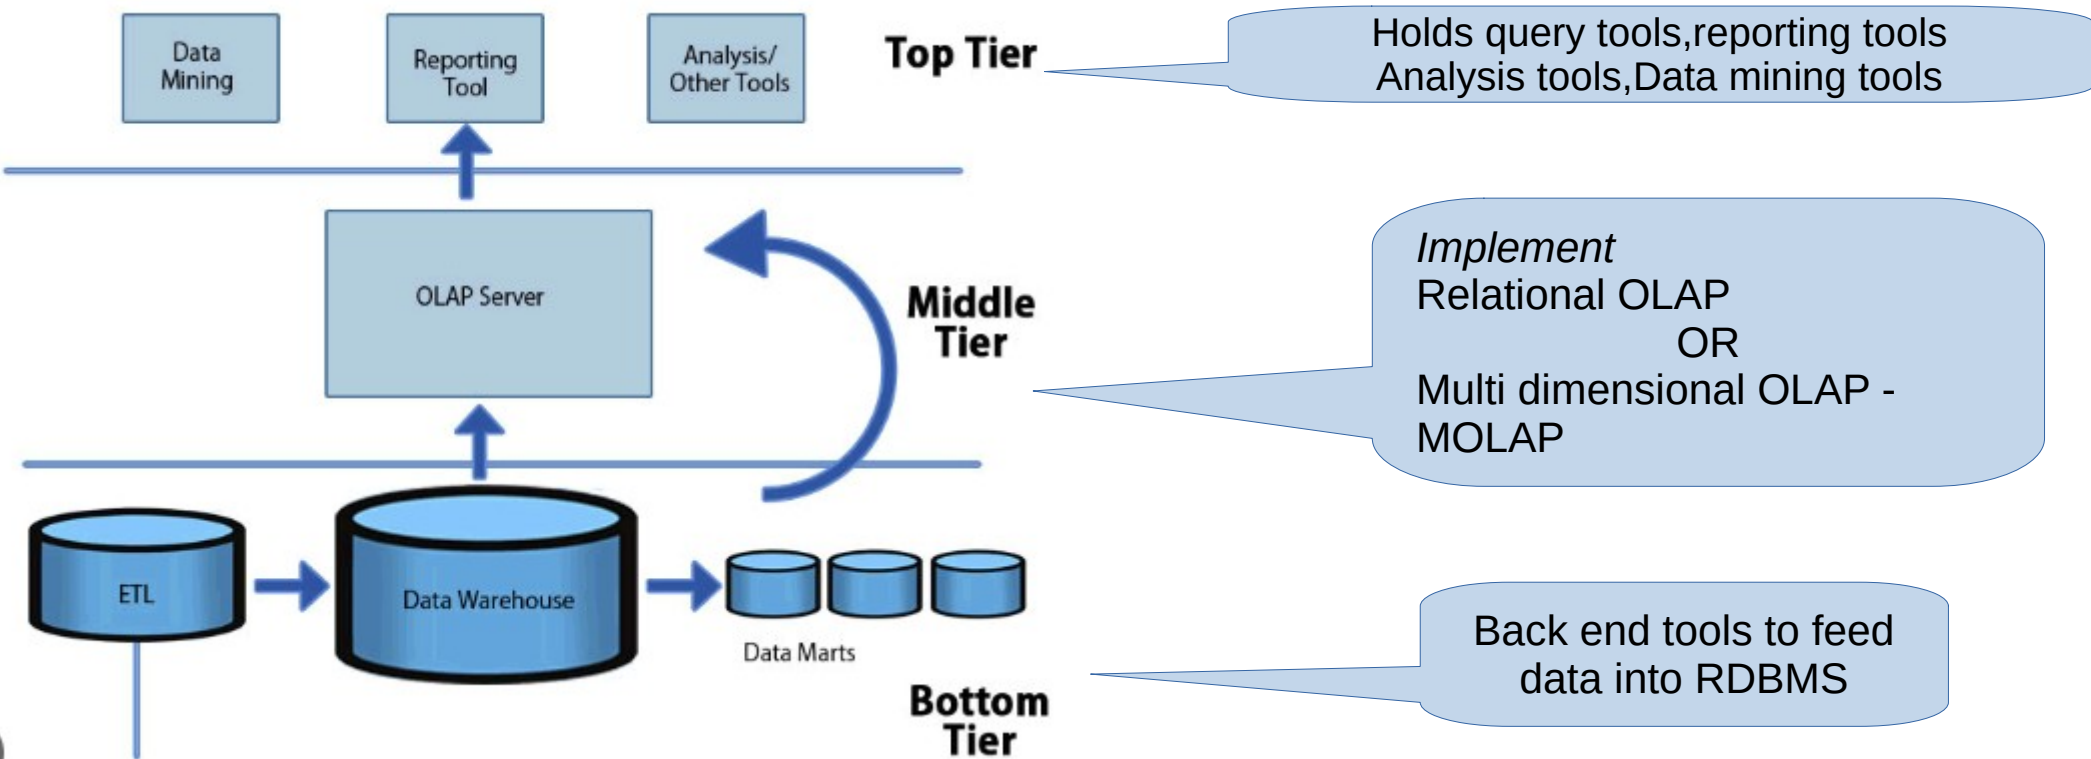 Data
Mining
Reporting
Tool
Analysis/
Other Tools
Top Tier
Holds query tools,reporting tools
Analysis tools,Data mining tools
OLAP Server
Middle
Tier
Implement
Relational OLAP
OR
Multi dimensional OLAP -
MOLAP
ETL
Data Warehouse
Data Marts
Bottom
Tier
Back end tools to feed
data into RDBMS